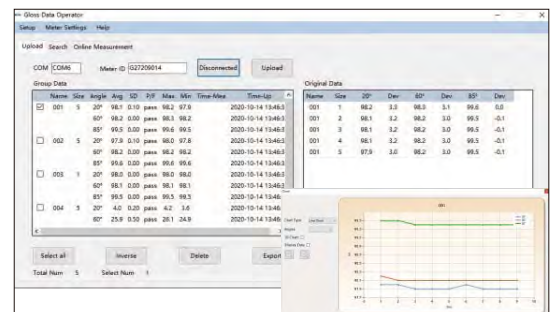 Gloss Data Operator
Setup Meter Settings Help
Upload Search Online Measurement
COM COM6 Meter ID G27209014 Disconnected Upload
Group Data
Name Size Angle Avg SD P/F Max Min Time-Mea Time-Up
001 5 20° 98.1 0.10 pass 98.2 97.9 2020-10-14 13:46:3
60° 98.2 0.00 pass 98.3 98.2 2020-10-14 13:46:3
85° 99.5 0.00 pass 99.6 99.5 2020-10-14 13:46:3
002 5 20° 97.9 0.10 pass 98.0 97.8 2020-10-14 13:46:3
60° 98.2 0.00 pass 98.2 98.2 2020-10-14 13:46:3
85° 99.6 0.00 pass 99.6 99.6 2020-10-14 13:46:3
003 1 20° 98.0 0.00 pass 98.0 98.0 2020-10-14 13:46:3
60° 98.1 0.00 pass 98.1 98.1 2020-10-14 13:46:3
85° 99.5 0.00 pass 99.5 99.5 2020-10-14 13:46:3
004 5 20° 4.0 0.20 pass 4.2 3.6 2020-10-14 13:46:3
60° 25.9 0.50 pass 26.1 24.9 2020-10-14 13:46:3
Select all Inverse Delete Export
Total Num 5 Select Num 1
Original Data
Name Size 20° Dev 60° Dev 85° Dev
001 1 98.2 3.3 98.3 3.1 99.6 0.0
001 2 98.1 3.2 98.2 3.0 99.5 -0.1
001 3 98.1 3.2 98.2 3.0 99.5 -0.1
001 4 98.1 3.2 98.2 3.0 99.5 -0.1
001 5 97.9 3.0 98.2 3.0 99.5 -0.1
Chart Type
001